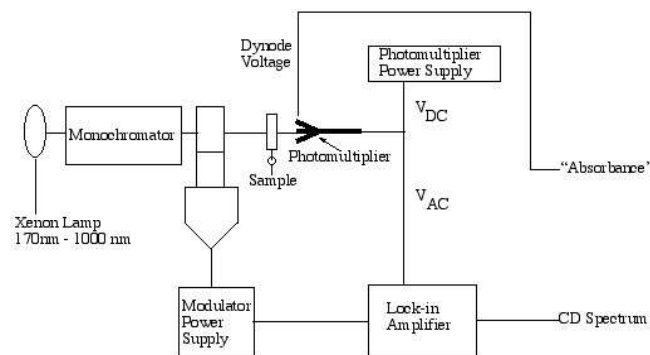 Dynode
Voltage
Photomultiplier
Power Supply
Monochromator
V DC
Photomultiplier
Sample
"Absorbance'
V AC
Xenon Lamp
170nm - 1000 nm
Modulator
Power
Supply
Lock-in
Amplifier
CD Spectrum